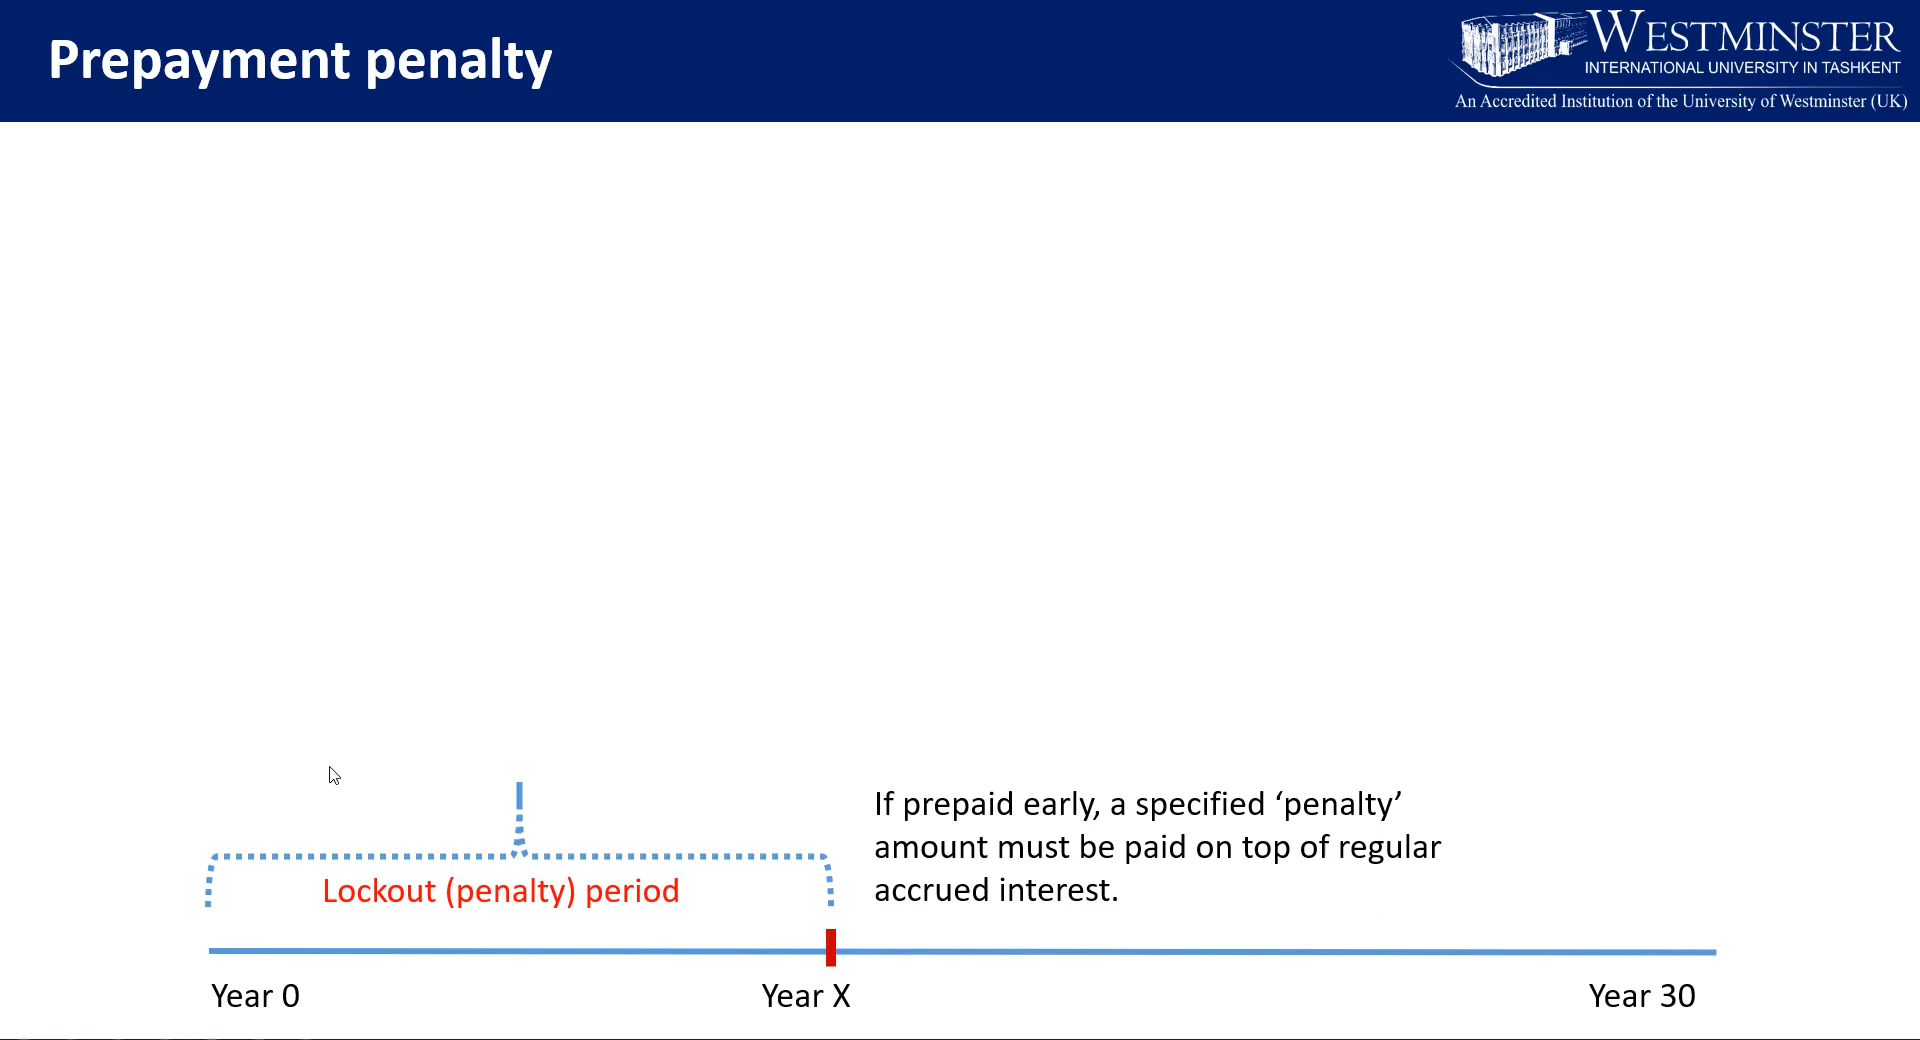 Prepayment penalty
WESTMINSTER
INTERNATIONAL UNIVERSITY IN TASHKENT
An Accredited Institution of the University of Westminster (UK)
If prepaid early, a specified ‘penalty’
amount must be paid on top of regular
accrued interest.
Lockout (penalty) period
Year 0
Year X
Year 30